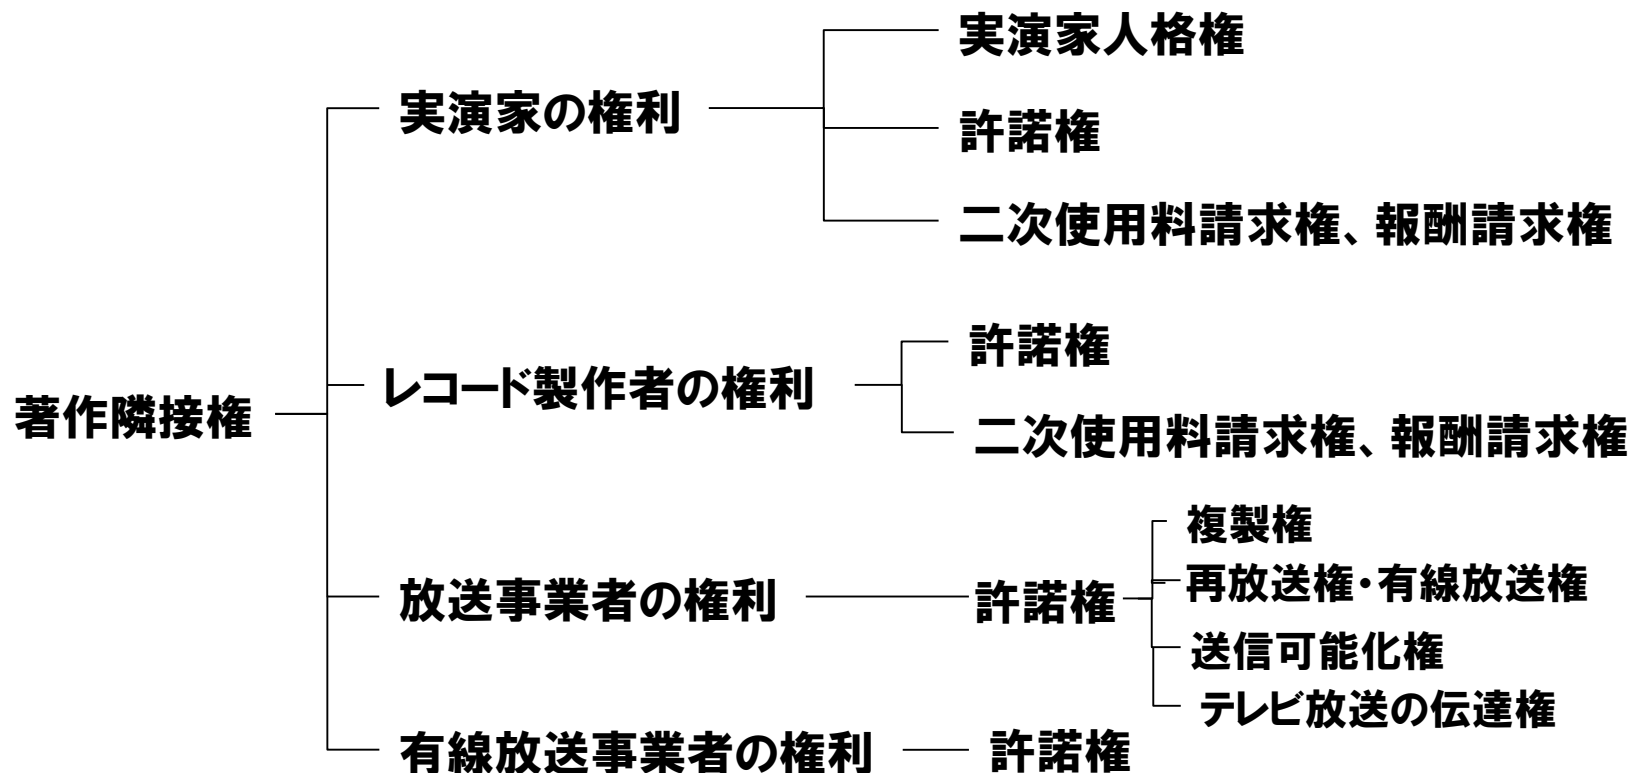 実演家人格権
実演家の権利
許諾権
二次使用料請求権、報酬請求権
許諾権
レコード製作者の権利
著作隣接権
二次使用料請求権、報酬請求権
複製権
再放送権・有線放送権
放送事業者の権利
許諾権
送信可能化権
テレビ放送の伝達権
有線放送事業者の権利
許諾権